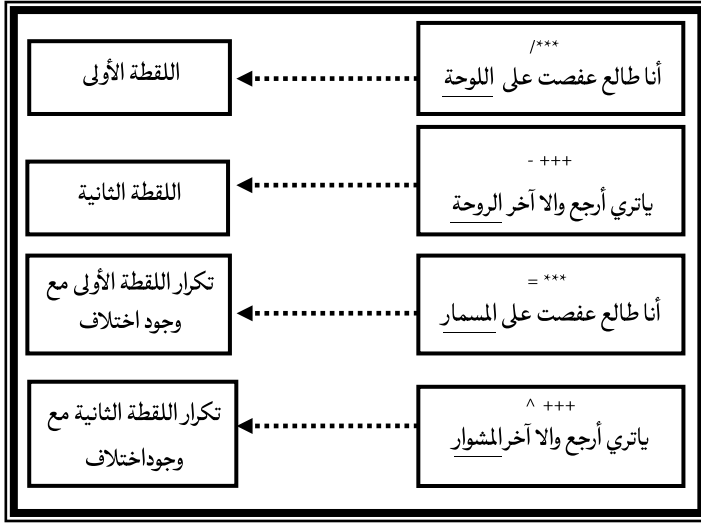 /***
أنا طالع عفصت على اللوحة
اللقطة الأولى
- +++
ياتري أرجع والا آخر الروحة
اللقطة الثانية
= ***
أنا طالع عفصت على المسمار
تكرار اللقطة الأولى مع
وجود اختلاف
^ +++
ياتري أرجع والا آخرالمشوار
تكرار اللقطة الثانية مع
وجوداختلاف